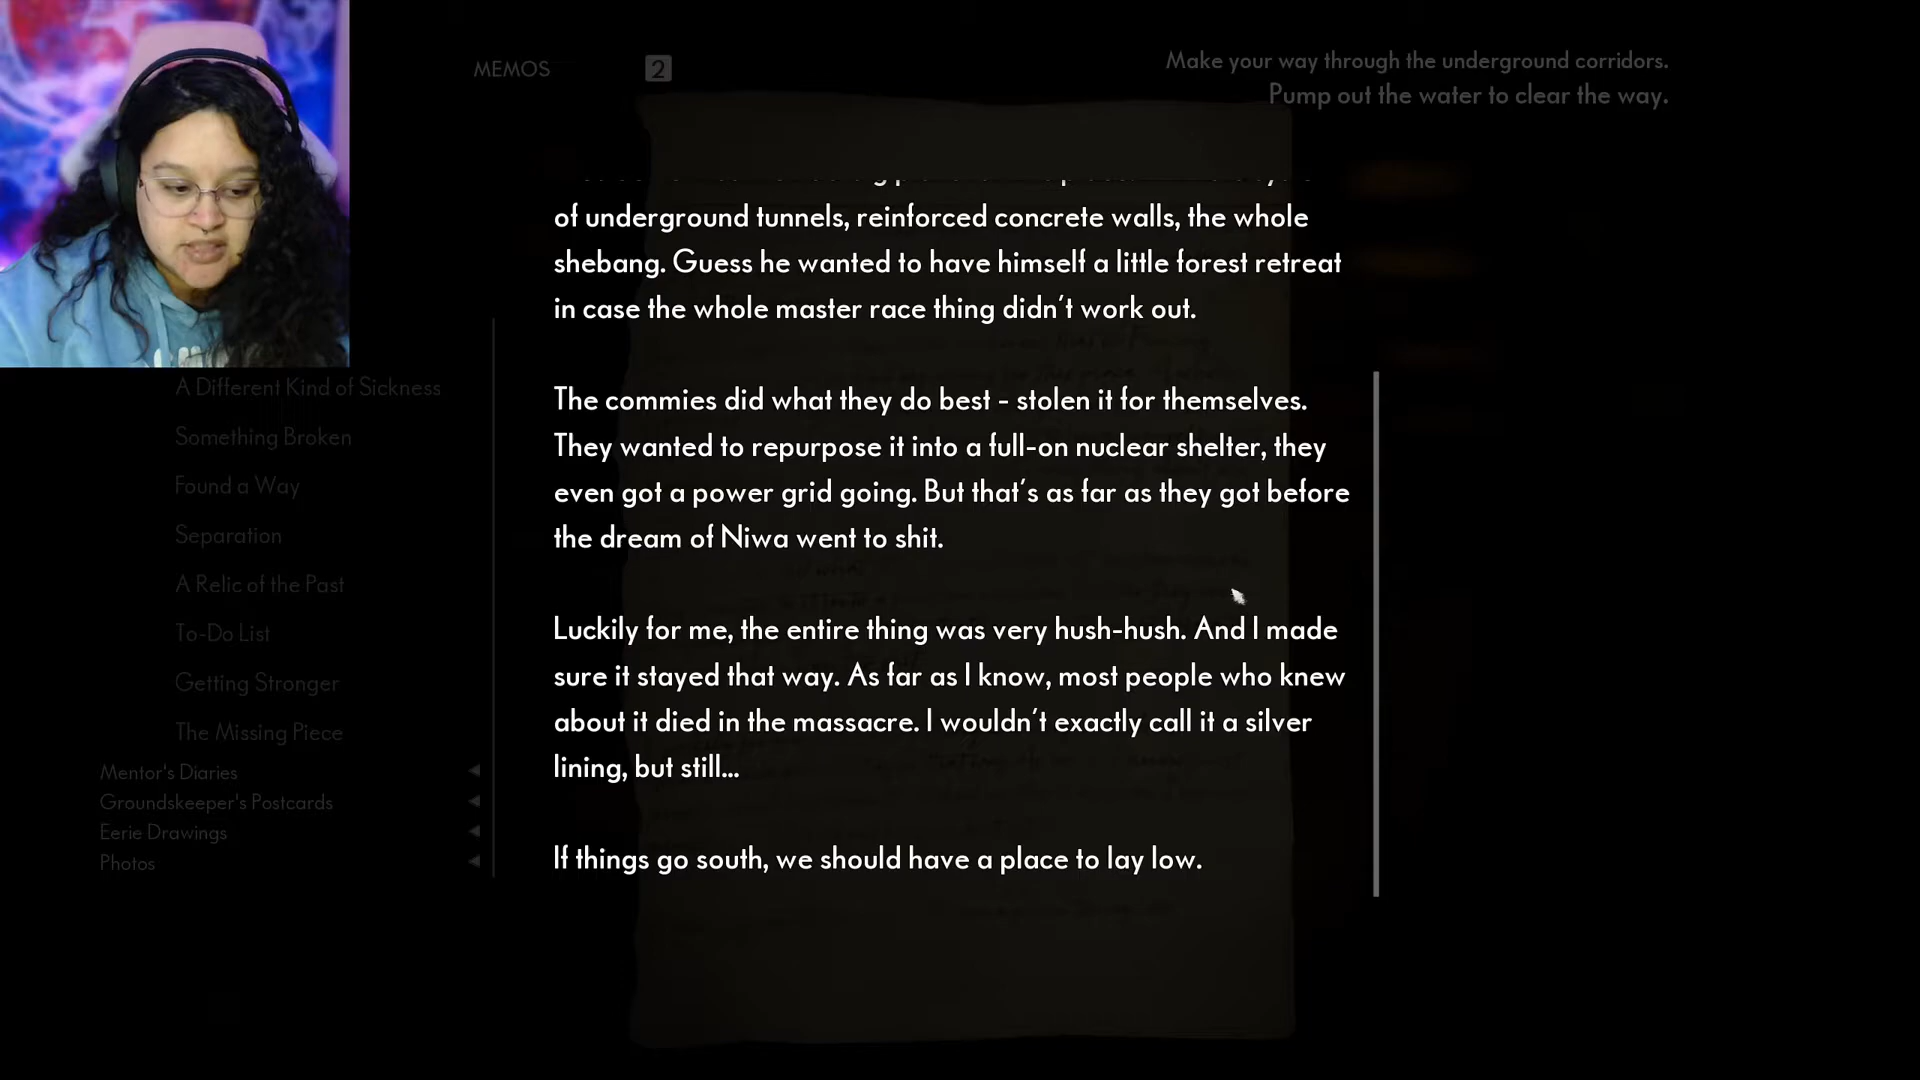 MEMOS 2
Make your way through the underground corridors.
Pump out the water to clear the way.
of underground tunnels, reinforced concrete walls, the whole
shebang. Guess he wanted to have himself a little forest retreat
in case the whole master race thing didn't work out.
The commies did what they do best - stolen it for themselves.
They wanted to repurpose it into a full-on nuclear shelter, they
even got a power grid going. But that's as far as they got before
the dream of Niwa went to shit.
Luckily for me, the entire thing was very hush-hush. And I made
sure it stayed that way. As far as I know, most people who knew
about it died in the massacre. I wouldn't exactly call it a silver
lining, but still...
If things go south, we should have a place to lay low.
A Different Kind of Sickness
Something Broken
Found a Way
Separation
A Relic of the Past
To-Do List
Getting Stronger
The Missing Piece
Mentor's Diaries
Groundskeeper's Postcards
Eerie Drawings
Photos